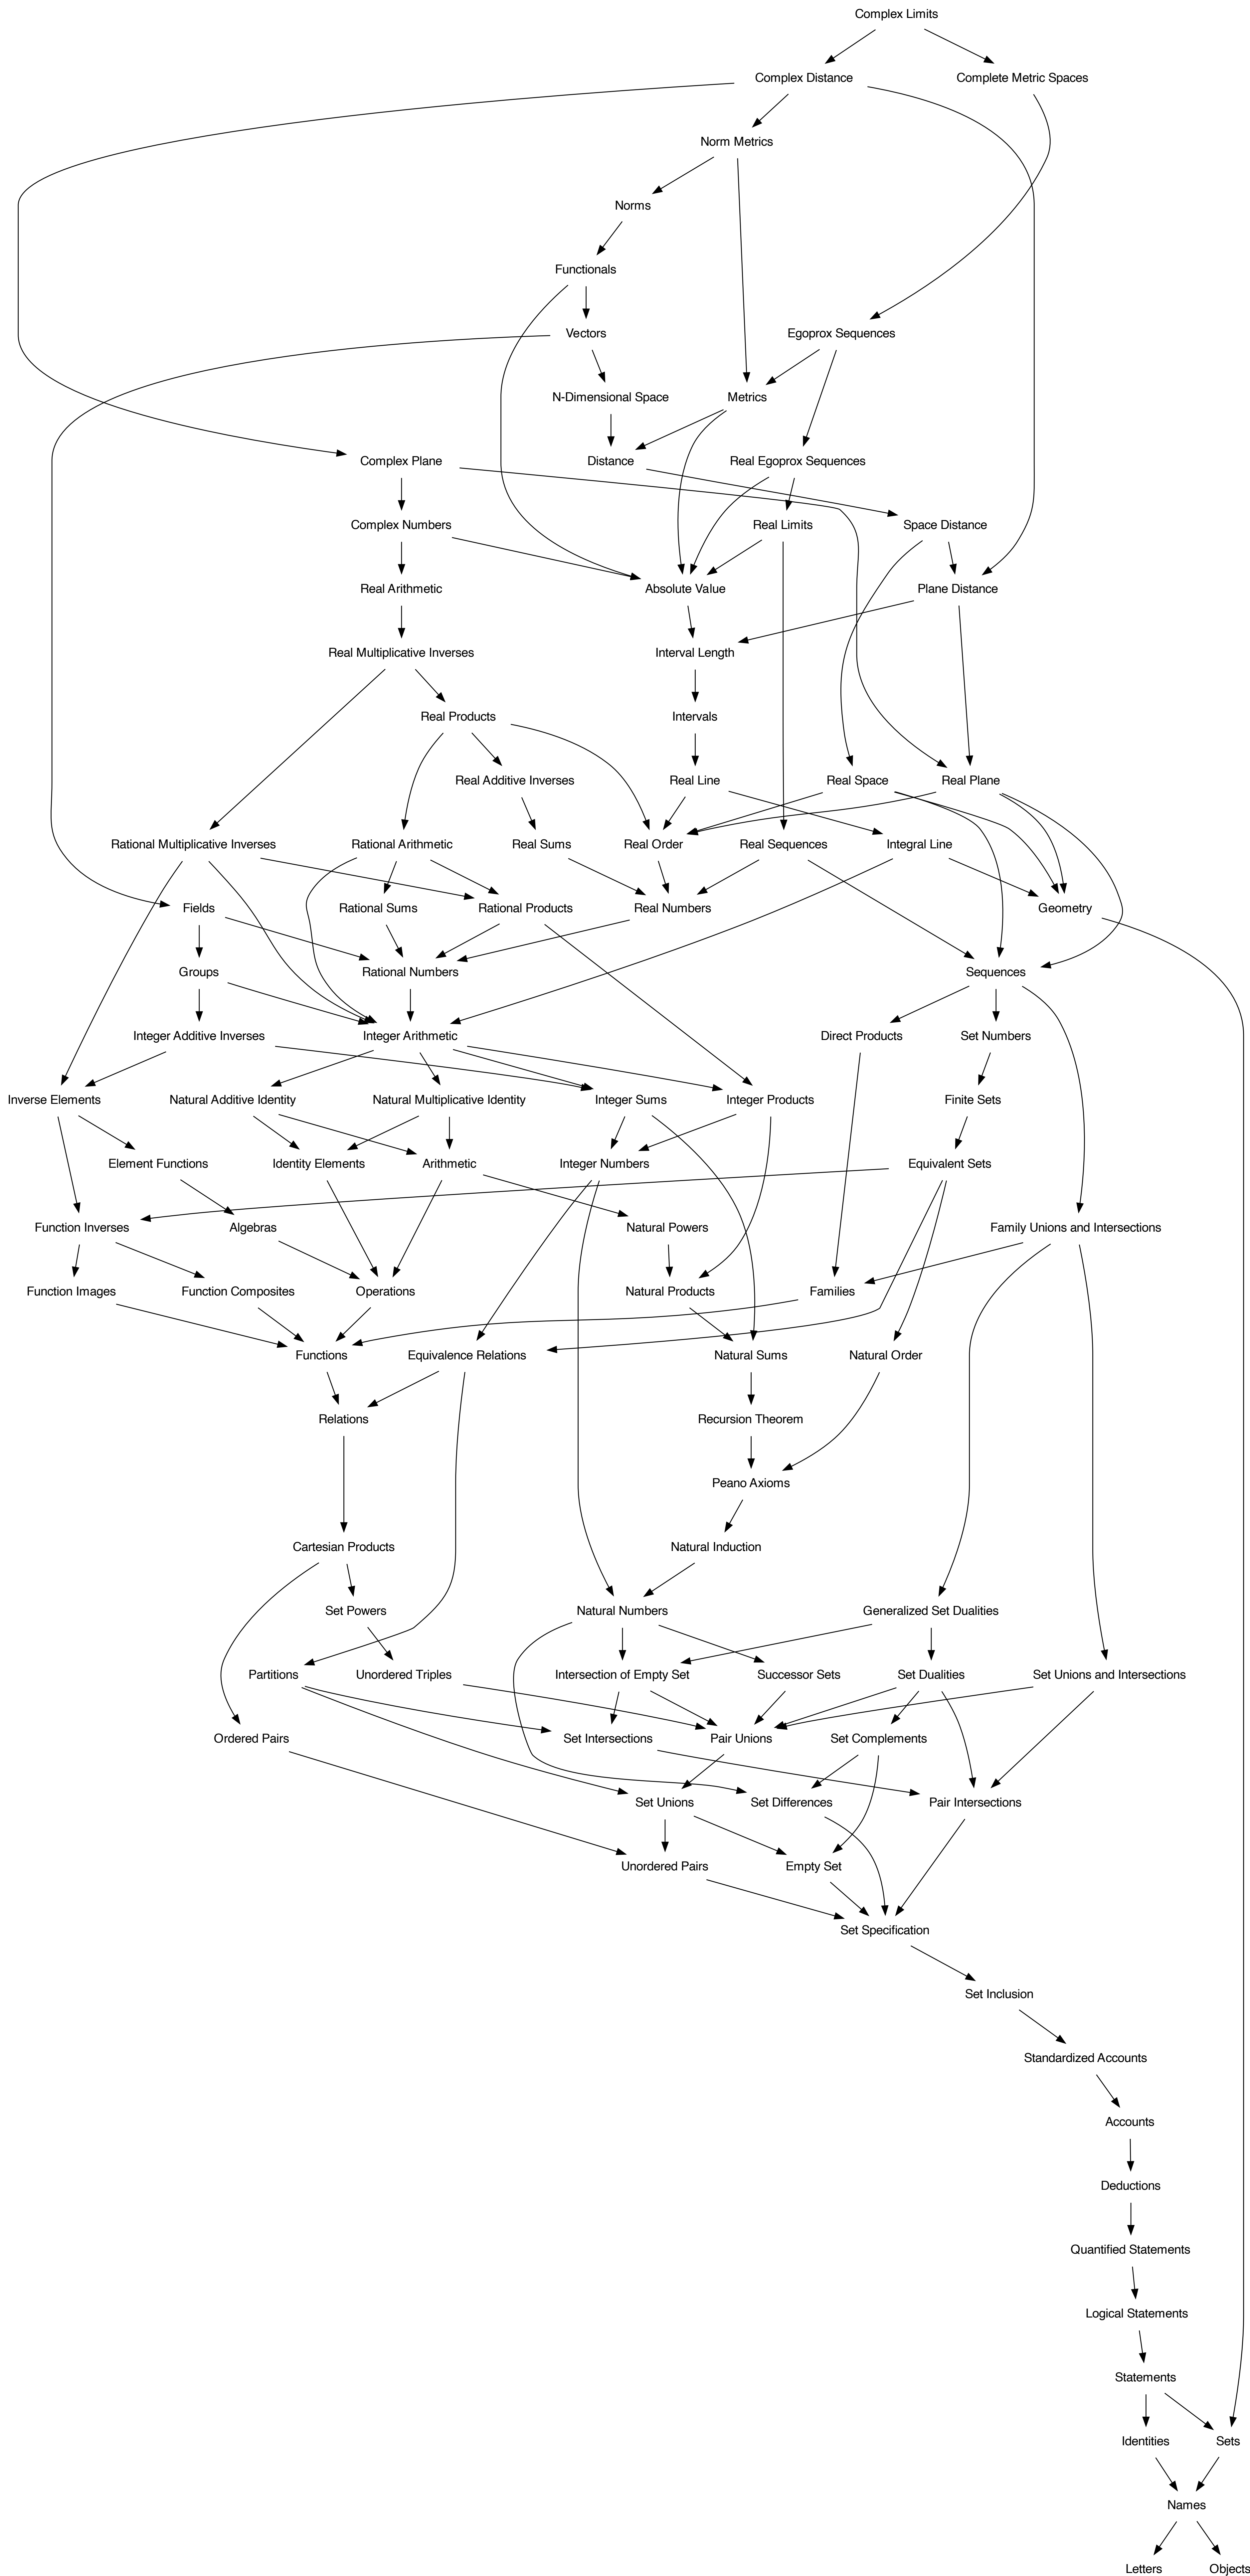 Complex Limits
Complex Distance
Complete Metric Spaces
Norm Metrics
Norms
Functionals
Vectors
Egoprox Sequences
N-Dimensional Space
Metrics
Complex Plane
Distance
Real Egoprox Sequences
Complex Numbers
Real Limits
Space Distance
Real Arithmetic
Absolute Value
Plane Distance
Real Multiplicative Inverses
Interval Length
Real Products
Intervals
Real Additive Inverses
Real Line
Real Space
Real Plane
Rational Multiplicative Inverses
Rational Arithmetic
Real Sums
Real Order
Real Sequences
Integral Line
Fields
Rational Sums
Rational Products
Real Numbers
Geometry
Groups
Rational Numbers
Sequences
Integer Additive Inverses
Integer Arithmetic
Direct Products
Set Numbers
Inverse Elements
Natural Additive Identity
Natural Multiplicative Identity
Integer Sums
Integer Products
Finite Sets
Element Functions
Identity Elements
Arithmetic
Integer Numbers
Equivalent Sets
Function Inverses
Algebras
Natural Powers
Family Unions and Intersections
Function Images
Function Composites
Operations
Natural Products
Families
Functions
Equivalence Relations
Natural Sums
Natural Order
Relations
Recursion Theorem
Peano Axioms
Cartesian Products
Natural Induction
Set Powers
Natural Numbers
Generalized Set Dualities
Partitions
Unordered Triples
Intersection of Empty Set
Successor Sets
Set Dualities
Set Unions and Intersections
Ordered Pairs
Set Intersections
Pair Unions
Set Complements
Set Unions
Set Differences
Pair Intersections
Unordered Pairs
Empty Set
Set Specification
Set Inclusion
Standardized Accounts
Accounts
Deductions
Quantified Statements
Logical Statements
Statements
Identities
Sets
Names
Letters
Objects